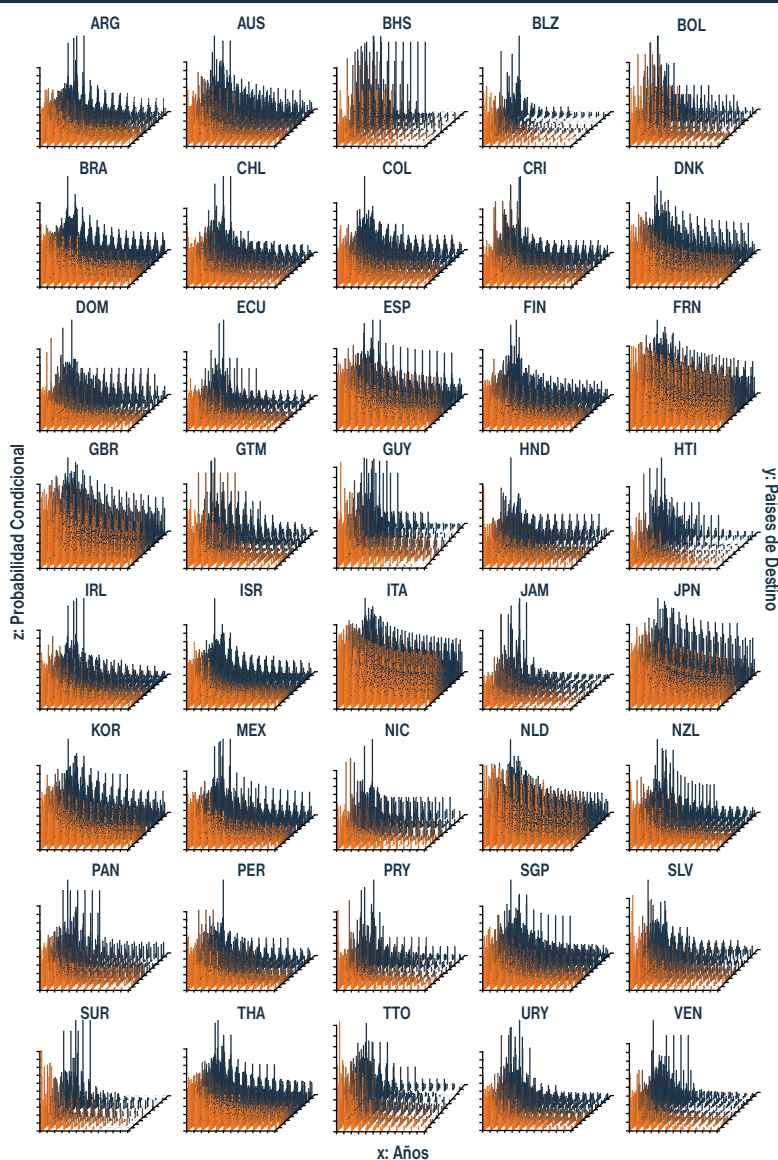 ARG AUS BHS BLZ BOL
BRA CHL COL CRI DNK
DOM ECU ESP FIN FRN
GBR GTM GUY HND HTI
IRL ISR ITA JAM JPN
KOR MEX NIC NLD NZL
PAN PER PRY SGP SLV
SUR THA TTO URY VEN
z: Probabilidad Condicional
y: Paises de Destino
x: Años